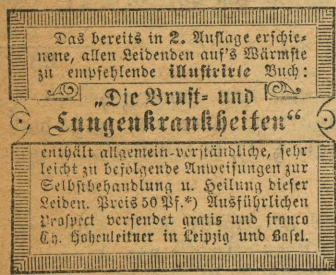 Das bereits in 2. Auflage erschie-
nene, allen Leidenden auf's Wärmste
zu empfehlende illustrirte Buch:
„Die Brust- und
Lungenkrankheiten“
enthält allgemein-verständliche, sehr
leicht zu befolgende Anweisungen zur
Selbstbehandlung u. Heilung dieser
Leiden. Preis 50 Pf.*) Ausführlichen
Prospect versendet gratis und franco
Th. Hohenleitner in Leipzig und Basel.